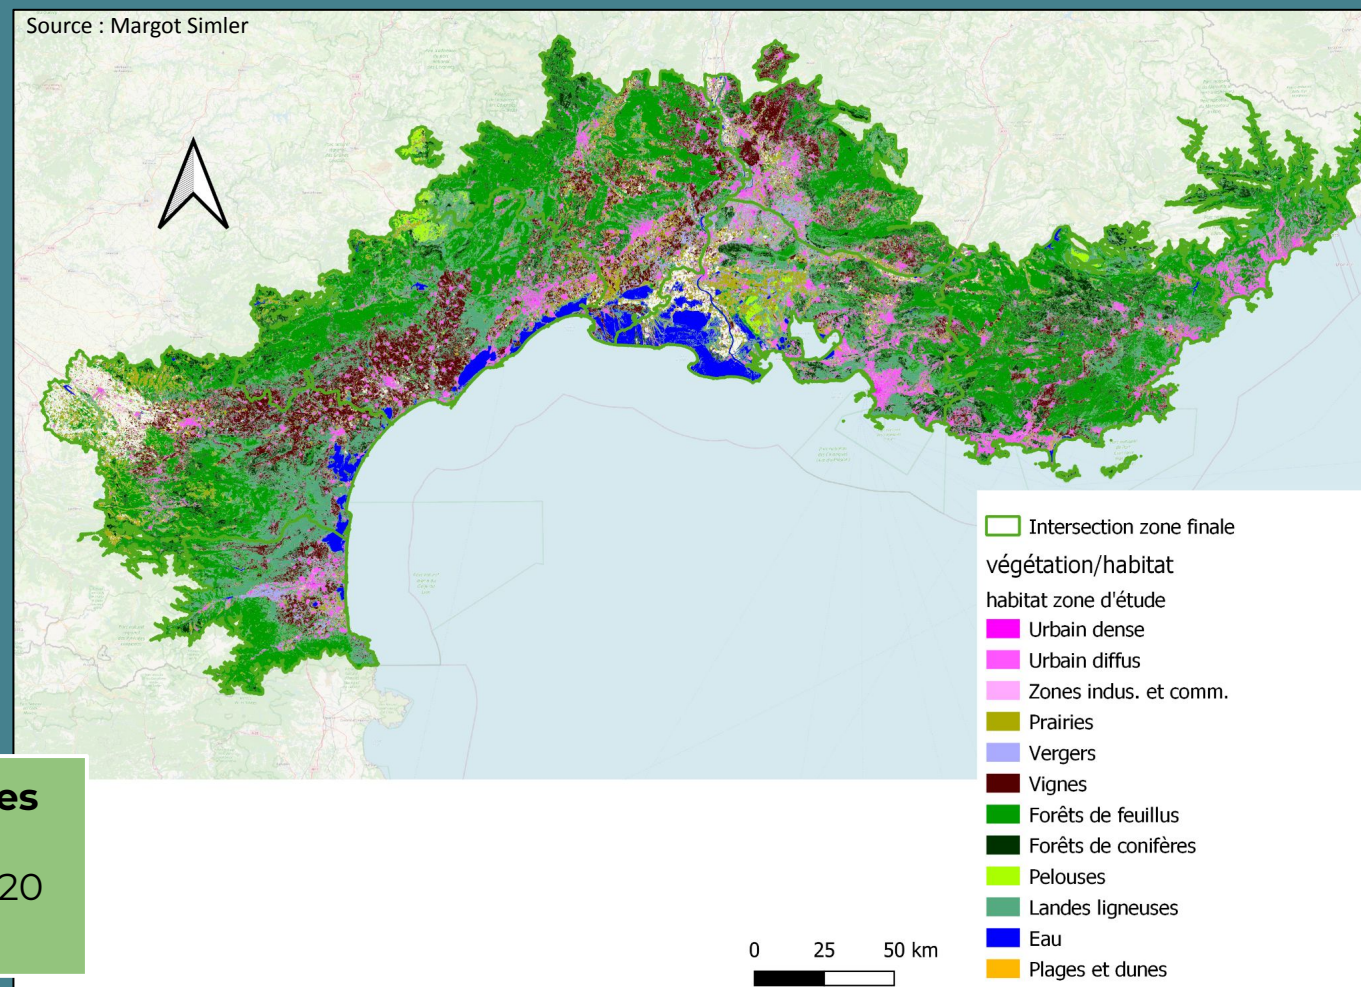 Source : Margot Simler
Intersection zone finale
végétation/habitat
habitat zone d'étude
Urbain dense
Urbain diffus
Zones indus. et comm.
Prairies
Vergers
Vignes
Forêts de feuillus
Forêts de conifères
Pelouses
Landes ligneuses
Eau
Plages et dunes
es
20
0 25 50 km